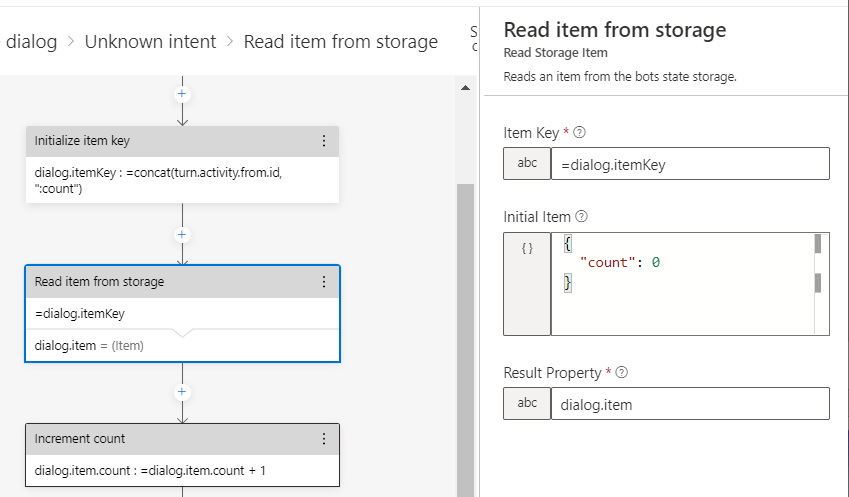 dialog > Unknown intent > Read item from storage
Initialize item key
dialog.itemKey : =concat(turn.activity.from.id,
":count")
Read item from storage
=dialog.itemKey
dialog.item = (Item)
Increment count
dialog.item.count : =dialog.item.count + 1
Read item from storage
Read Storage Item
Reads an item from the bots state storage.
Item Key *
abc =dialog.itemKey
Initial Item
{} {
"count": 0
}
Result Property *
abc dialog.item